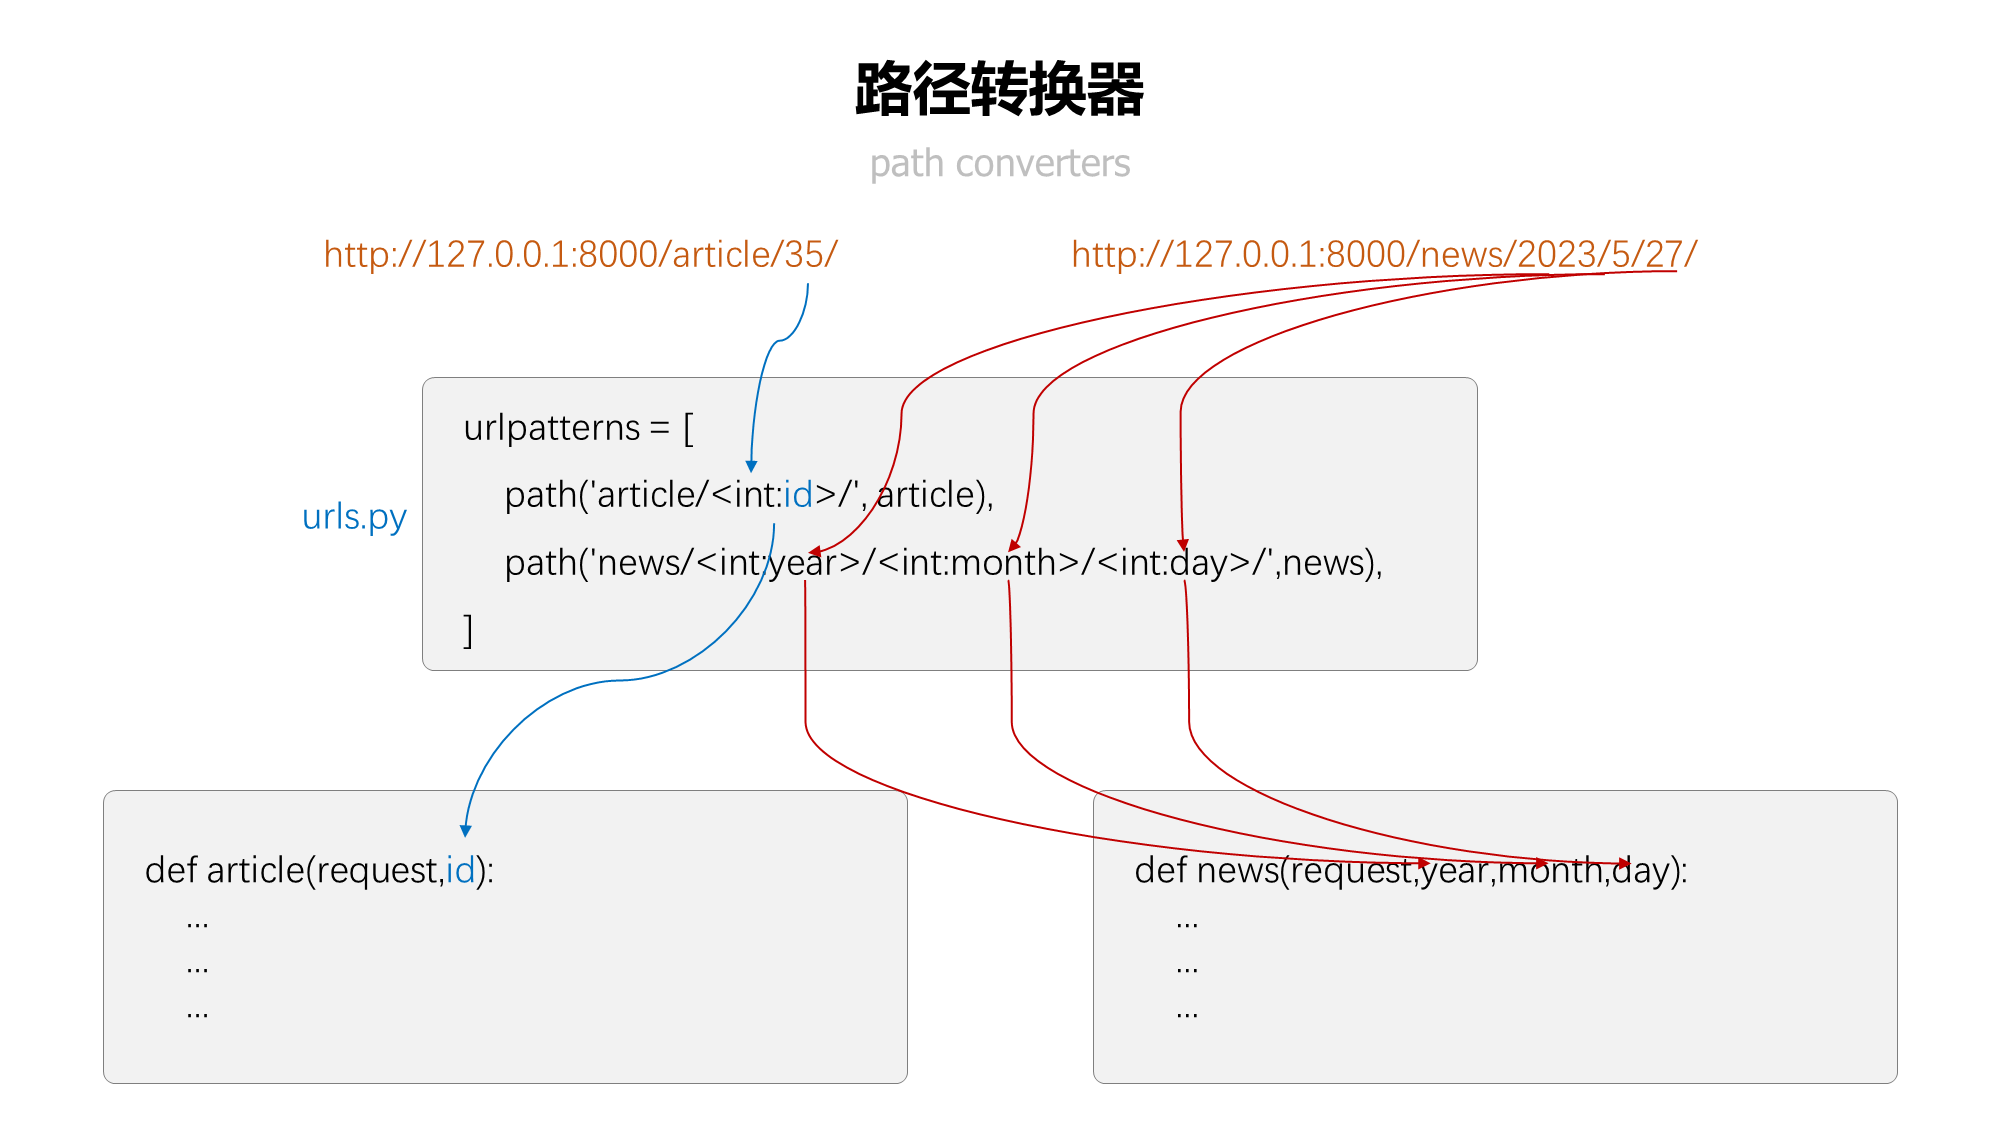 路径转换器
path converters
http://127.0.0.1:8000/article/35/
http://127.0.0.1:8000/news/2023/5/27/
urls.py
urlpatterns = [
path('article/<int:id>/', article),
path('news/<int:year>/<int:month>/<int:day>/',news),
]
def article(request,id):
...
...
...
def news(request,year,month,day):
...
...
...